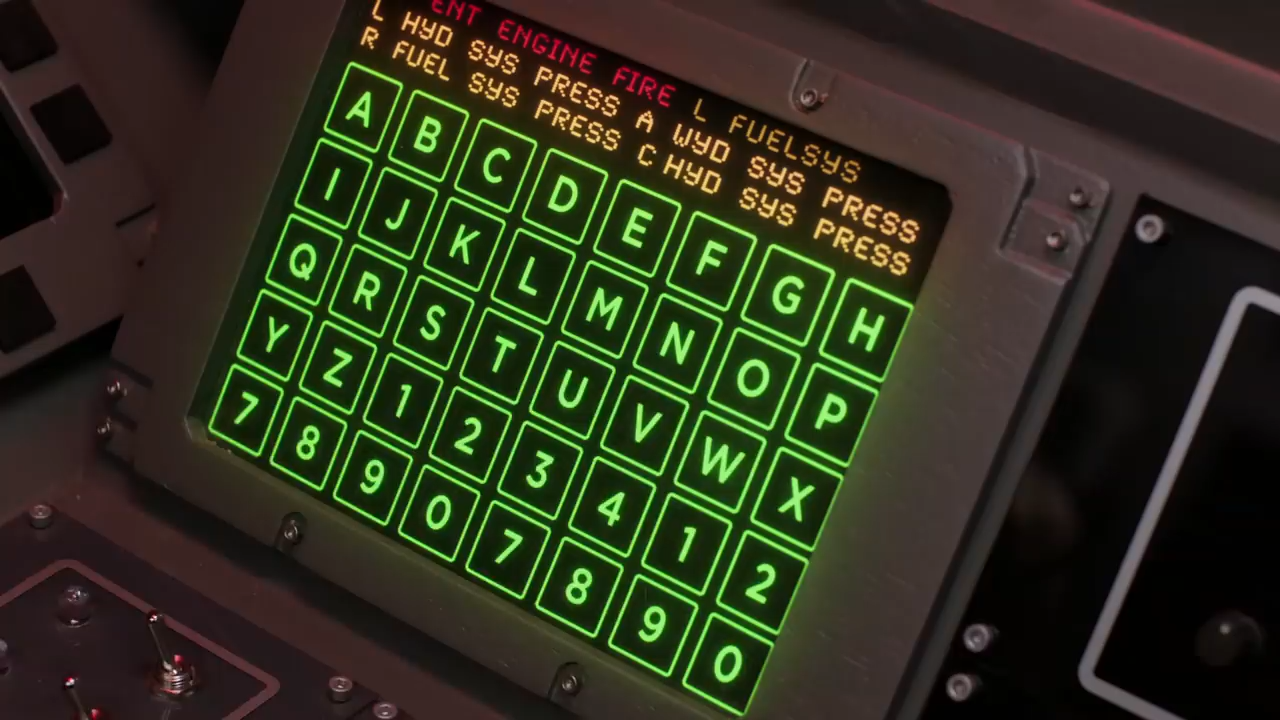 ENT ENGINE FIRE L FUELSYS
L HYD SYS PRESS A WYD SYS PRESS
R FUEL SYS PRESS C HYD SYS PRESS
A B C D E F G H
I J K L M N O P
Q R S T U V W X
Y Z 1 2 3 4 1 2
7 8 9 0 7 8 9 0